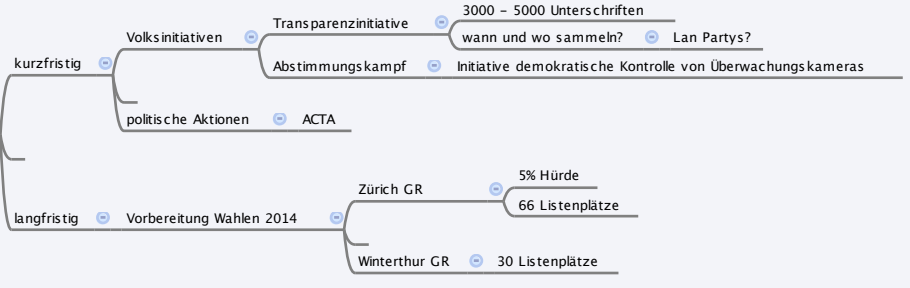 3000 - 5000 Unterschriften
Transparenzinitiative
Volksinitiativen
wann und wo sammeln?
Lan Partys?
kurzfristig
Abstimmungskampf
Initiative demokratische Kontrolle von Überwachungskameras
politische Aktionen
ACTA
5% Hürde
Zürich GR
66 Listenplätze
langfristig
Vorbereitung Wahlen 2014
Winterthur GR
30 Listenplätze